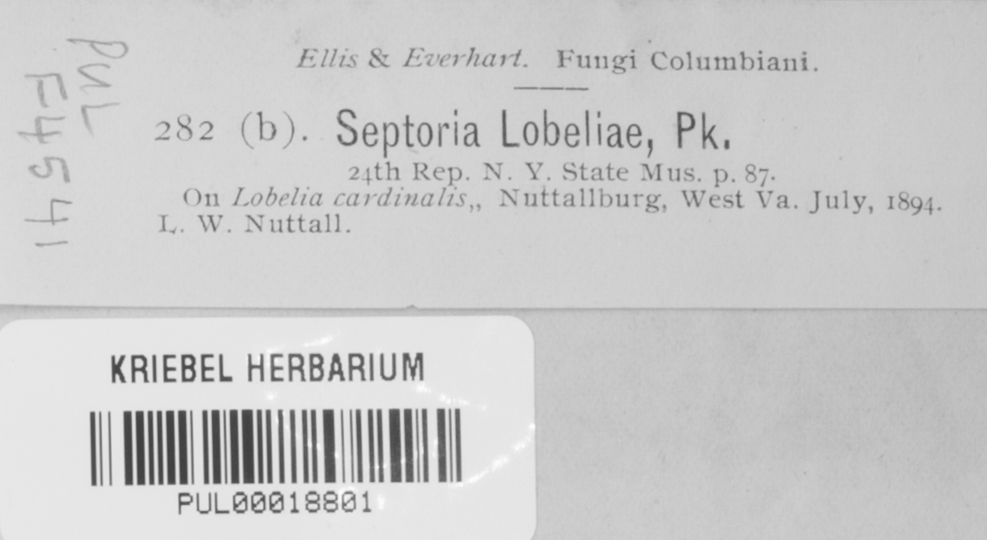 Ellis & Everhart. Fungi Columbiani.
282 (b). Septoria Lobeliae, Pk.
24th Rep. N. Y. State Mus. p. 87.
On Lobelia cardinalis,, Nuttallburg, West Va. July, 1894.
L. W. Nuttall.
PUL
F4541
KRIEBEL HERBARIUM
PUL00018801